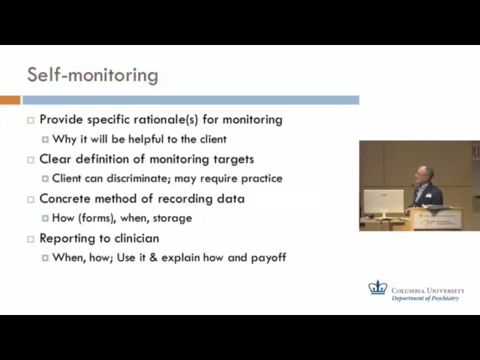 Self-monitoring
Provide specific rationale(s) for monitoring
Why it will be helpful to the client
Clear definition of monitoring targets
Client can discriminate; may require practice
Concrete method of recording data
How (forms), when, storage
Reporting to clinician
When, how; Use it & explain how and payoff
COLUMBIA UNIVERSITY
Department of Psychiatry